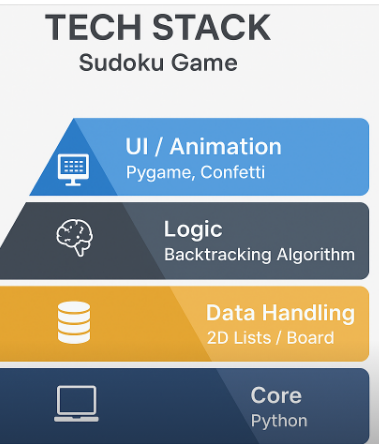 TECH STACK
Sudoku Game
UI / Animation
Pygame, Confetti
Logic
Backtracking Algorithm
Data Handling
2D Lists / Board
Core
Python